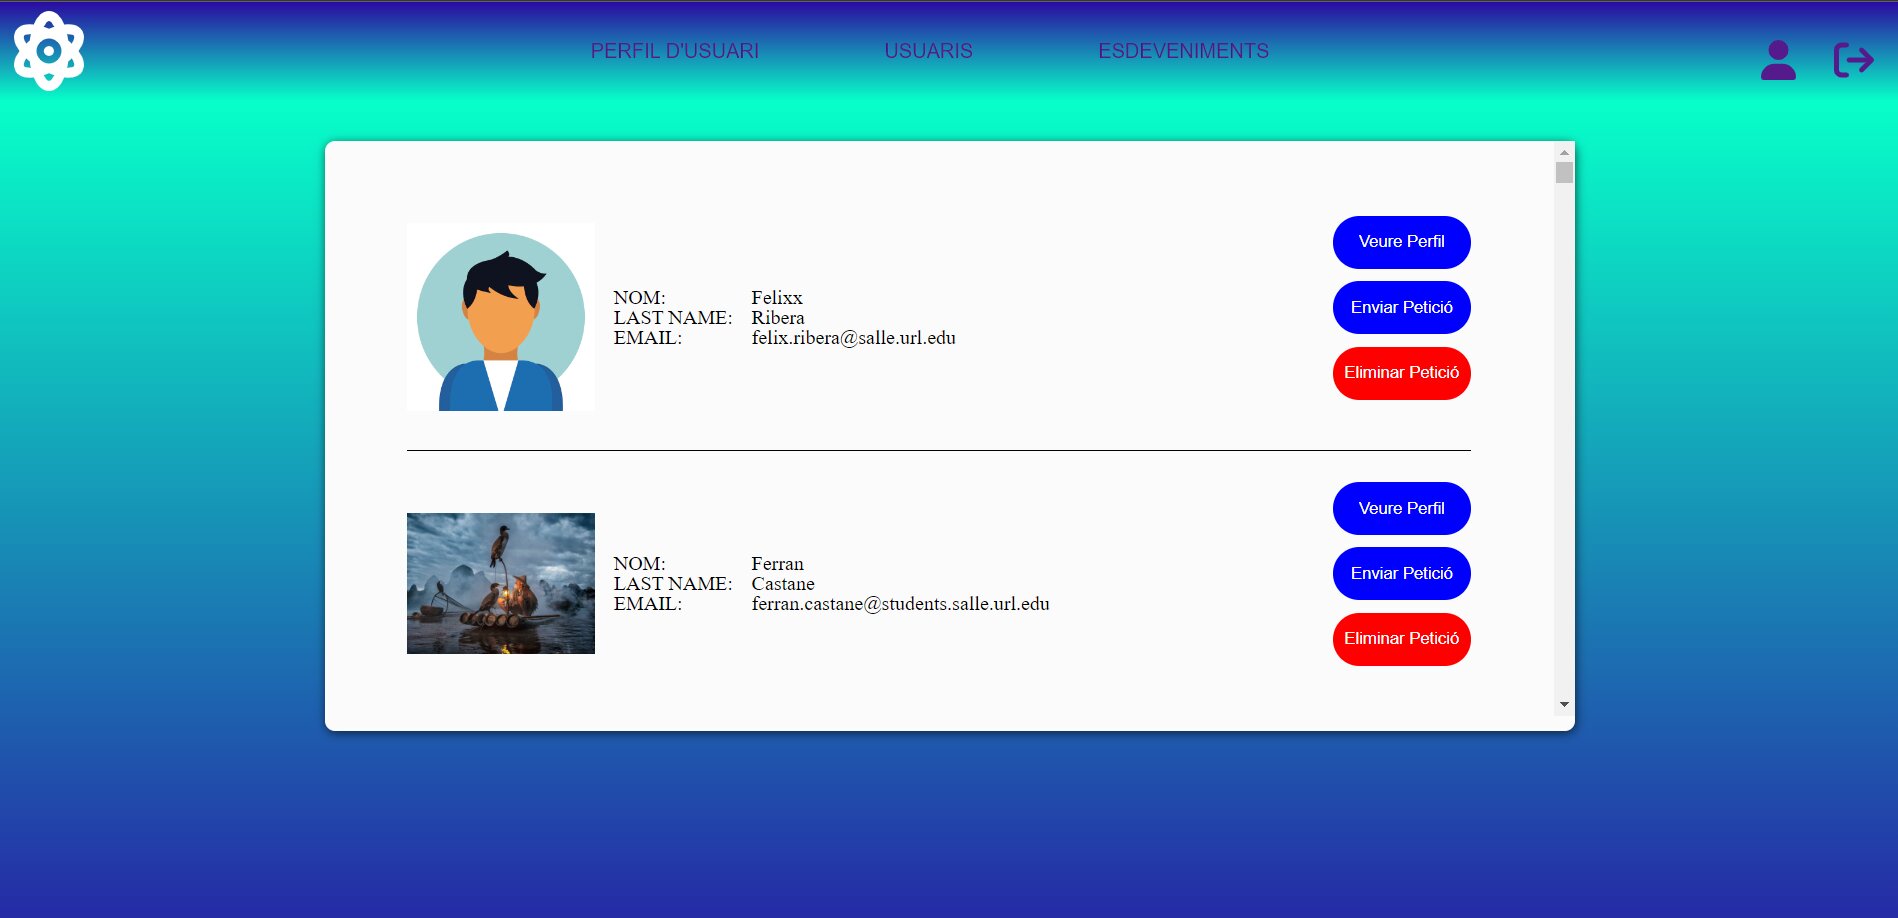 PERFIL D'USUARI
USUARIS
ESDEVENIMENTS
Veure Perfil
Enviar Petició
Eliminar Petició
NOM: Felixx
LAST NAME: Ribera
EMAIL: felix.ribera@salle.url.edu
Veure Perfil
Enviar Petició
Eliminar Petició
NOM: Ferran
LAST NAME: Castane
EMAIL: ferran.castane@students.salle.url.edu